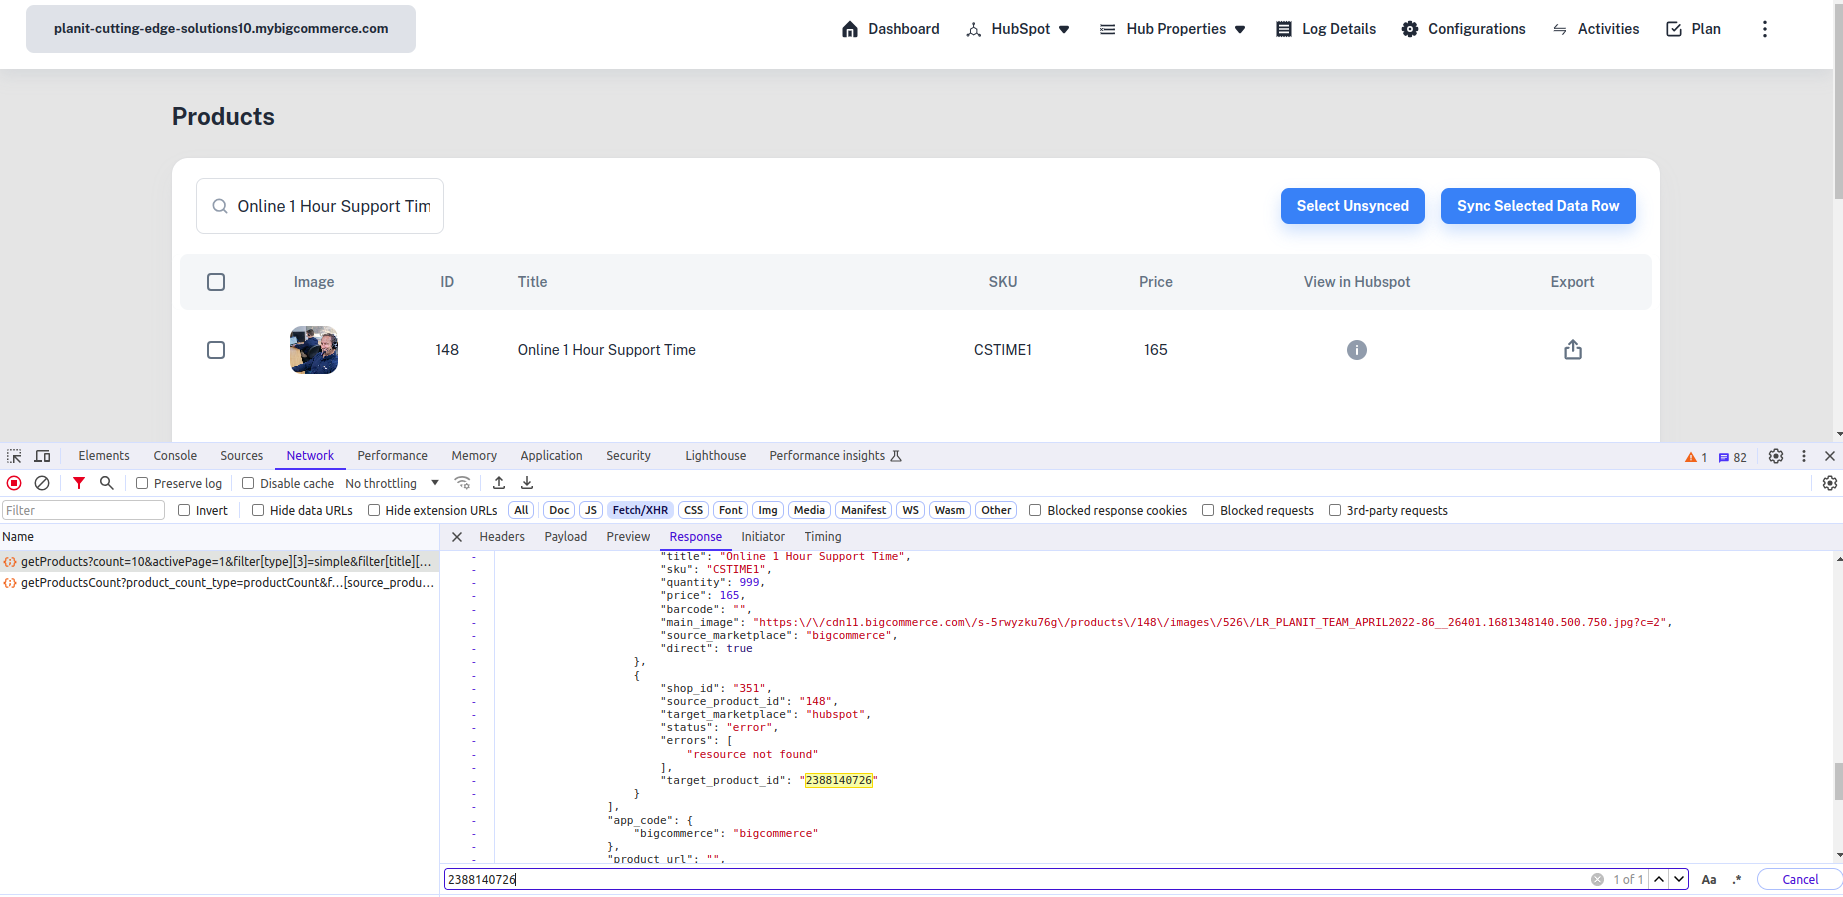 planit-cutting-edge-solutions10.mybigcommerce.com
Dashboard HubSpot Hub Properties Log Details Configurations Activities Plan
Products
Online 1 Hour Support Tim
Select Unsynced Sync Selected Data Row
Image ID Title SKU Price View in Hubspot Export
148 Online 1 Hour Support Time CSTIME1 165
Elements Console Sources Network Performance Memory Application Security Lighthouse Performance insights 1 82
Preserve log Disable cache No throttling
Filter Invert Hide data URLs Hide extension URLs All Doc JS Fetch/XHR CSS Font Img Media Manifest WS Wasm Other Blocked response cookies Blocked requests 3rd-party requests
Name Headers Payload Preview Response Initiator Timing
getProducts?count=10&activePage=1&filter[type][3]=simple&filter[title][...
getProductsCount?product_count_type=productCount&f...[source_produ...
- "title": "Online 1 Hour Support Time",
- "sku": "CSTIME1",
- "quantity": 999,
- "price": 165,
- "barcode": "",
- "main_image": "https:\/\/cdn11.bigcommerce.com\/s-5rwyzku76g\/products\/148\/images\/526\/LR_PLANIT_TEAM_APRIL2022-86__26401.1681348140.500.750.jpg?c=2",
- "source_marketplace": "bigcommerce",
- "direct": true
- },
- {
- "shop_id": "351",
- "source_product_id": "148",
- "target_marketplace": "hubspot",
- "status": "error",
- "errors": [
- "resource not found"
- ],
- "target_product_id": "2388140726"
- }
- ],
- "app_code": {
- "bigcommerce": "bigcommerce"
- },
- "product_url": "",
2388140726 1 of 1 Aa .* Cancel